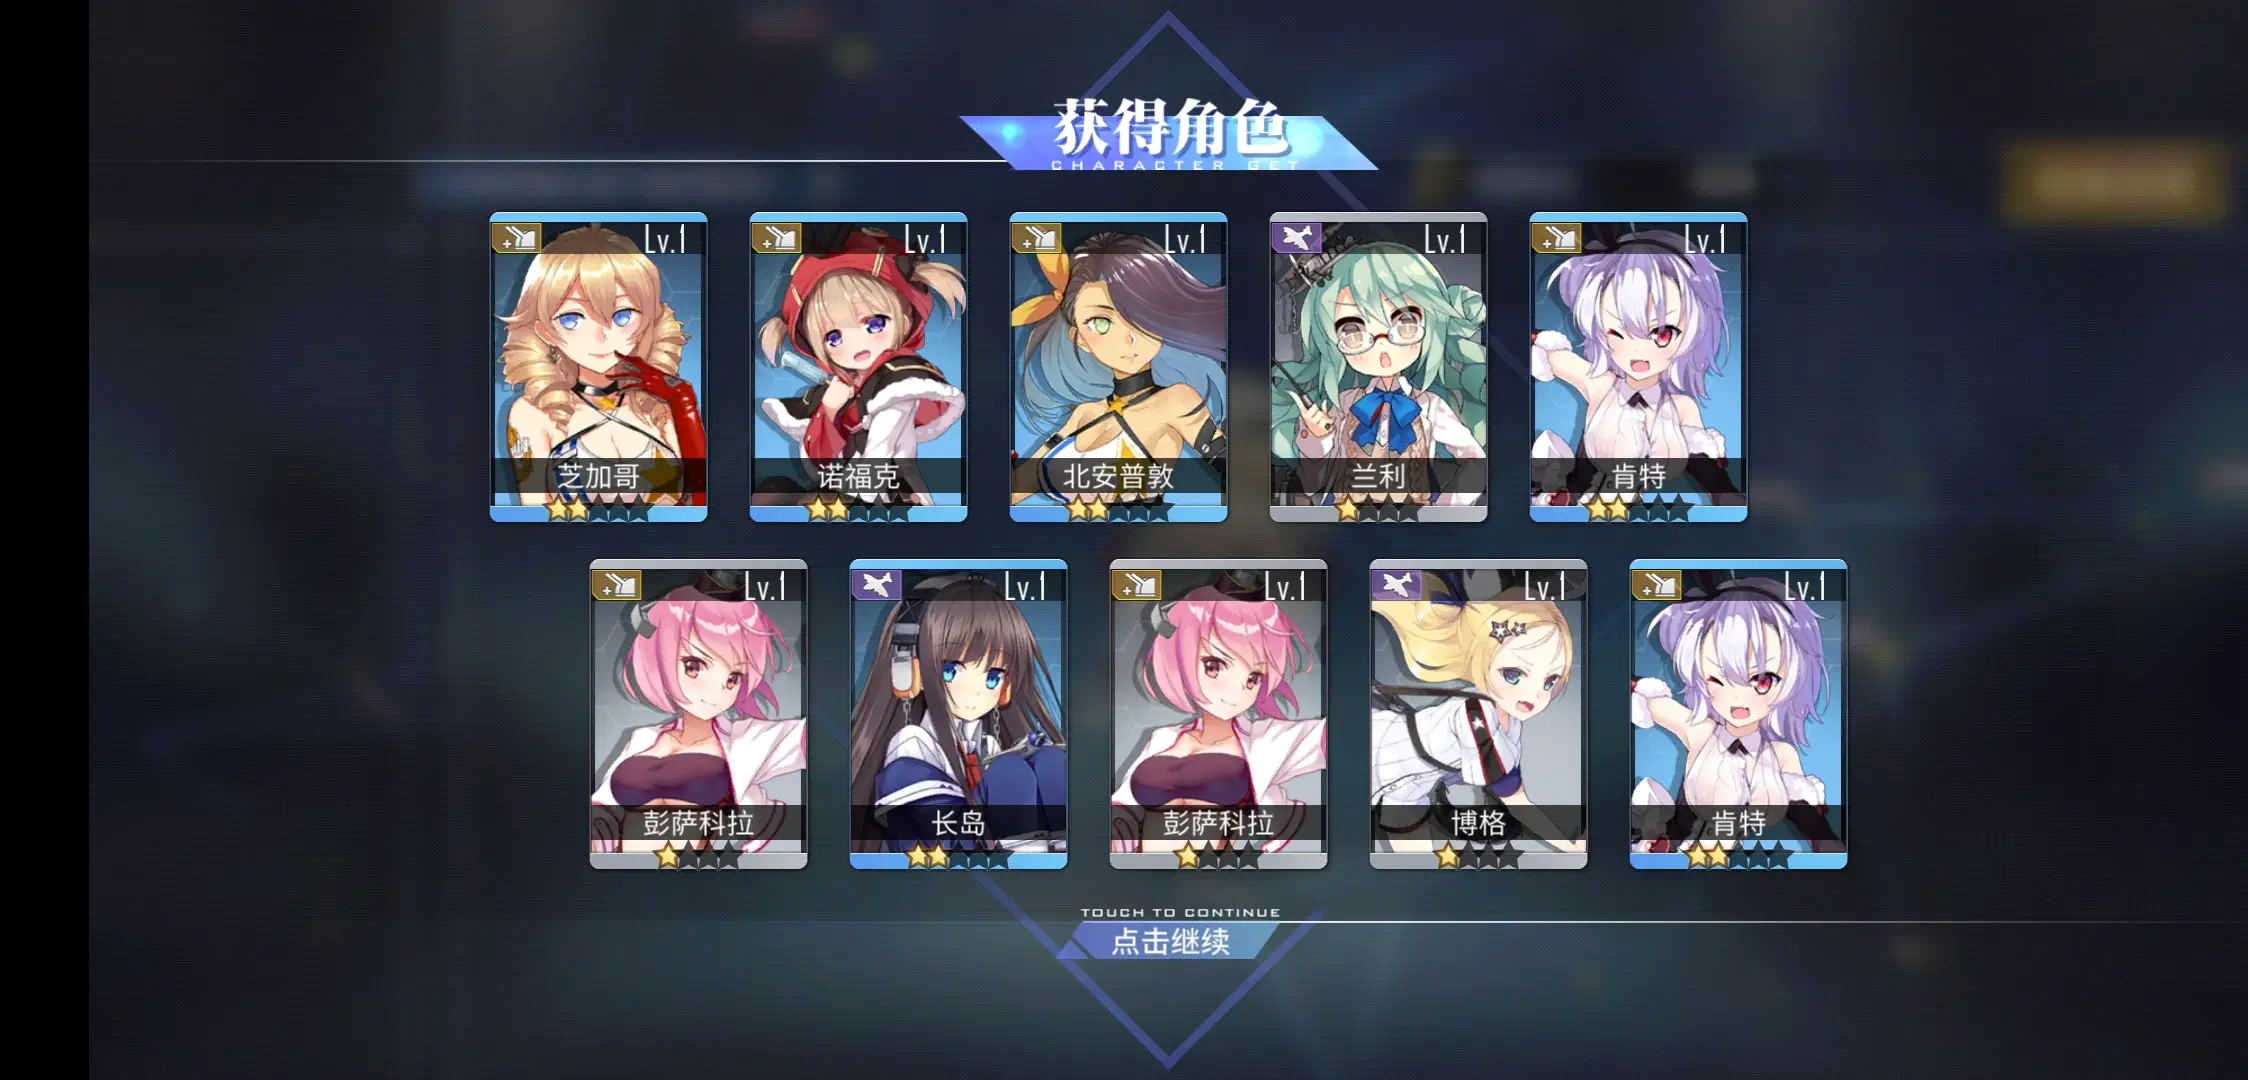 获得角色
CHARACTER GET
Lv.1
Lv.1
Lv.1
Lv.1
Lv.1
芝加哥
诺福克
北安普敦
兰利
肯特
Lv.1
Lv.1
Lv.1
Lv.1
Lv.1
彭萨科拉
长岛
彭萨科拉
博格
肯特
TOUCH TO CONTINUE
点击继续